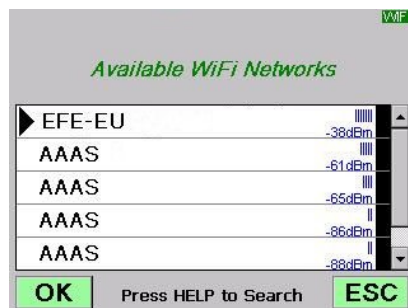 WIF
Available WiFi Networks
EFE-EU
-38dBm
AAAS
-61dBm
AAAS
-65dBm
AAAS
-86dBm
AAAS
-88dBm
OK Press HELP to Search ESC